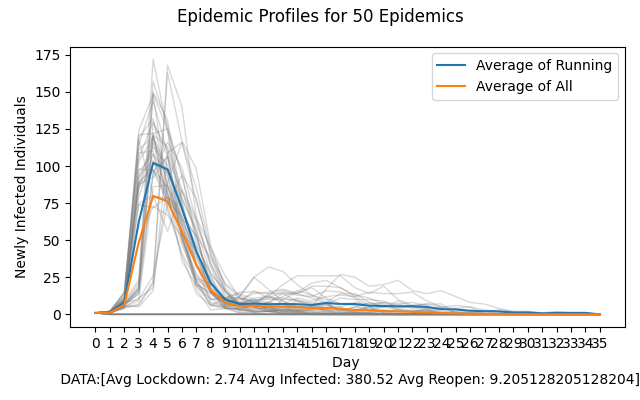 Epidemic Profiles for 50 Epidemics
Newly Infected Individuals
175
150
125
100
75
50
25
0
Average of Running
Average of All
0 1 2 3 4 5 6 7 8 9 10 11 12 13 14 15 16 17 18 19 20 21 22 23 24 25 26 27 28 29 30 31 32 33 34 35
Day
DATA:[Avg Lockdown: 2.74 Avg Infected: 380.52 Avg Reopen: 9.205128205128204]